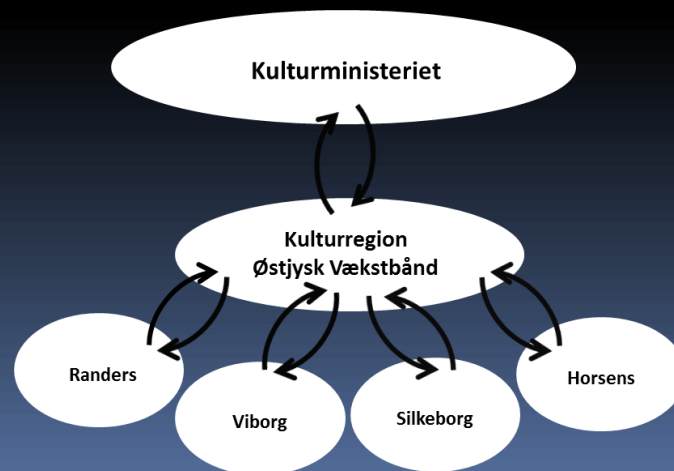 Kulturministeriet
Kulturregion
Østjysk Vækstbånd
Randers
Viborg
Silkeborg
Horsens